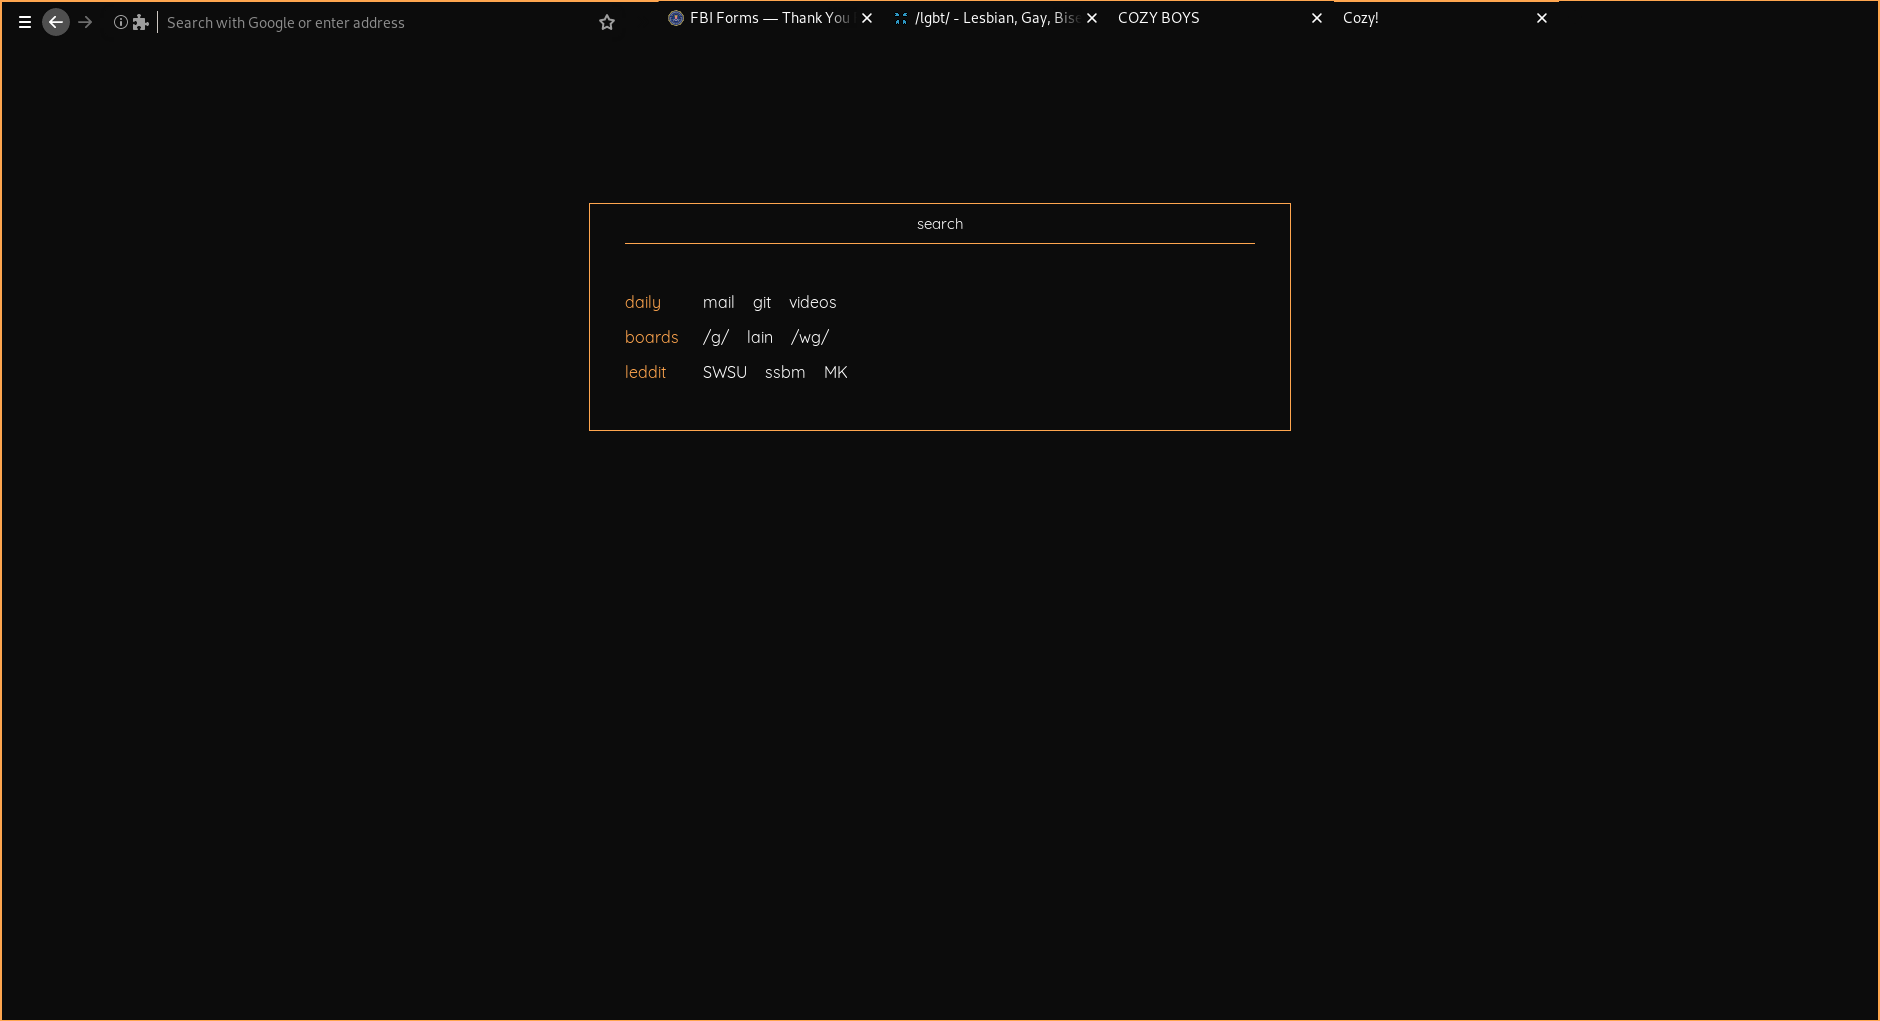 Search with Google or enter address
FBI Forms — Thank You
/lgbt/ - Lesbian, Gay, Bise
COZY BOYS
Cozy!
search
daily mail git videos
boards /g/ lain /wg/
leddit SWSU ssbm MK